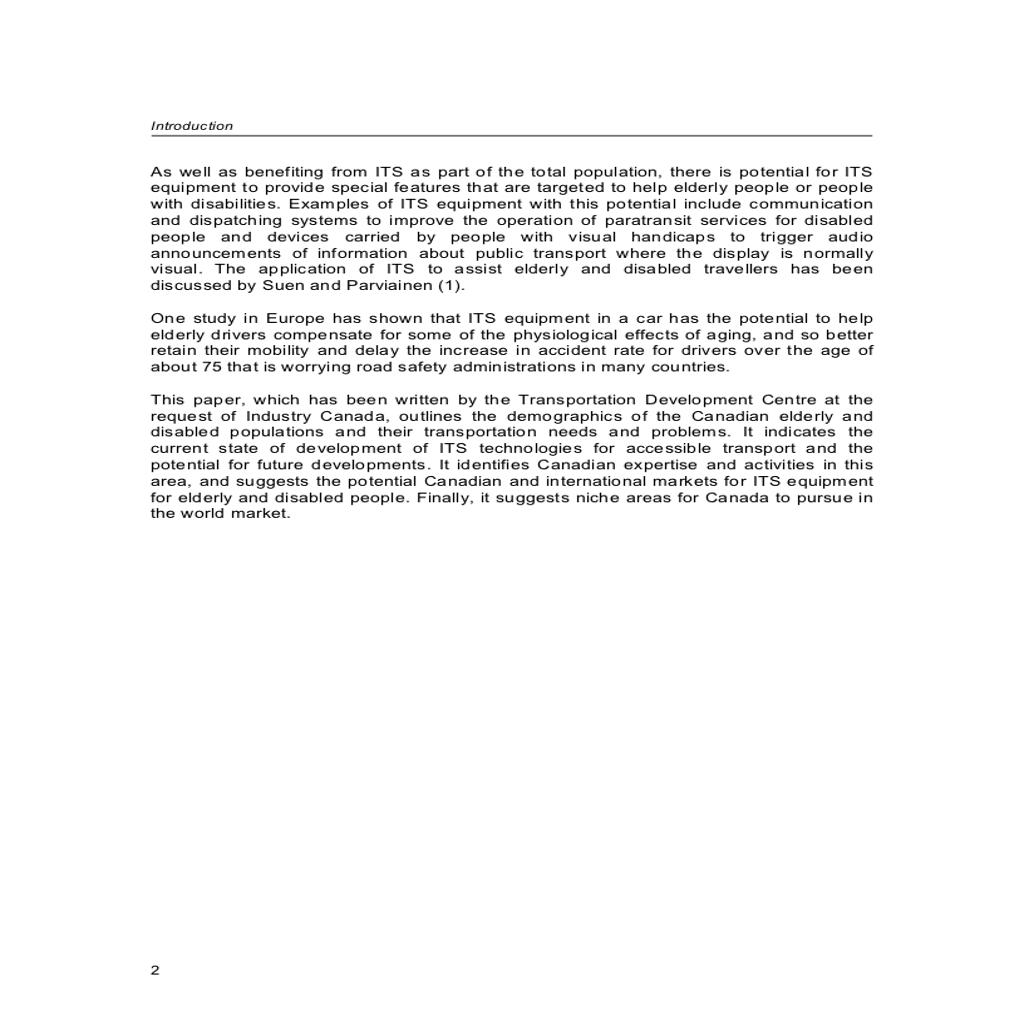 Introduction
As well as benefiting from ITS as part of the total population, there is potential for ITS
equipment to provide special features that are targeted to help elderly people or people
with disabilities. Examples of ITS equipment with this potential include communication
and dispatching systems to improve the operation of paratransit services for disabled
people and devices carried by people with visual handicaps to trigger audio
announcements of information about public transport where the display is normally
visual. The application of ITS to assist elderly and disabled travellers has been
discussed by Suen and Parviainen (1).
One study in Europe has shown that ITS equipment in a car has the potential to help
elderly drivers compensate for some of the physiological effects of aging, and so better
retain their mobility and delay the increase in accident rate for drivers over the age of
about 75 that is worrying road safety administrations in many countries.
This paper, which has been written by the Transportation Development Centre at the
request of Industry Canada, outlines the demographics of the Canadian elderly and
disabled populations and their transportation needs and problems. It indicates the
current state of development of ITS technologies for accessible transport and the
potential for future developments. It identifies Canadian expertise and activities in this
area, and suggests the potential Canadian and international markets for ITS equipment
for elderly and disabled people. Finally, it suggests niche areas for Canada to pursue in
the world market.
2